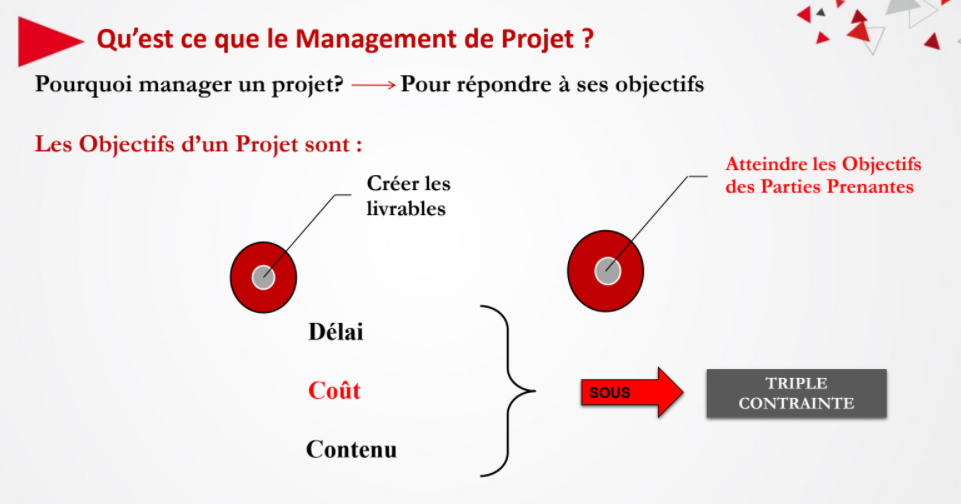 Qu'est ce que le Management de Projet ?
Pourquoi manager un projet? → Pour répondre à ses objectifs
Les Objectifs d'un Projet sont :
Créer les
livrables
Atteindre les Objectifs
des Parties Prenantes
Délai
Coût
Contenu
SOUS
TRIPLE
CONTRAINTE